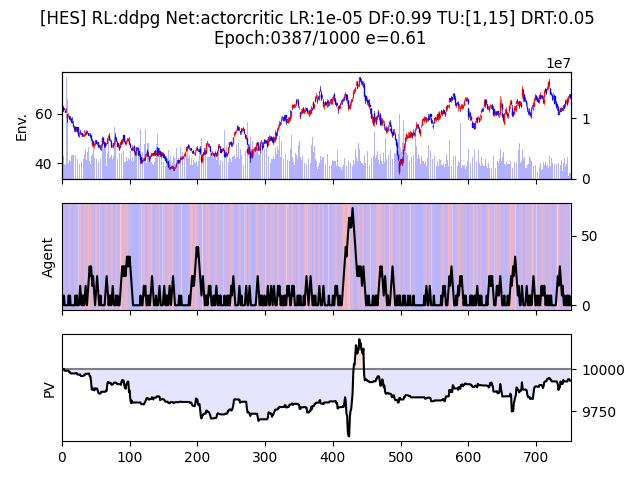 [HES] RL:ddpg Net:actorcritic LR:1e-05 DF:0.99 TU:[1,15] DRT:0.05
Epoch:0387/1000 e=0.61
1e7
Env.
60
40
1
0
Agent
50
0
PV
10000
9750
0 100 200 300 400 500 600 700